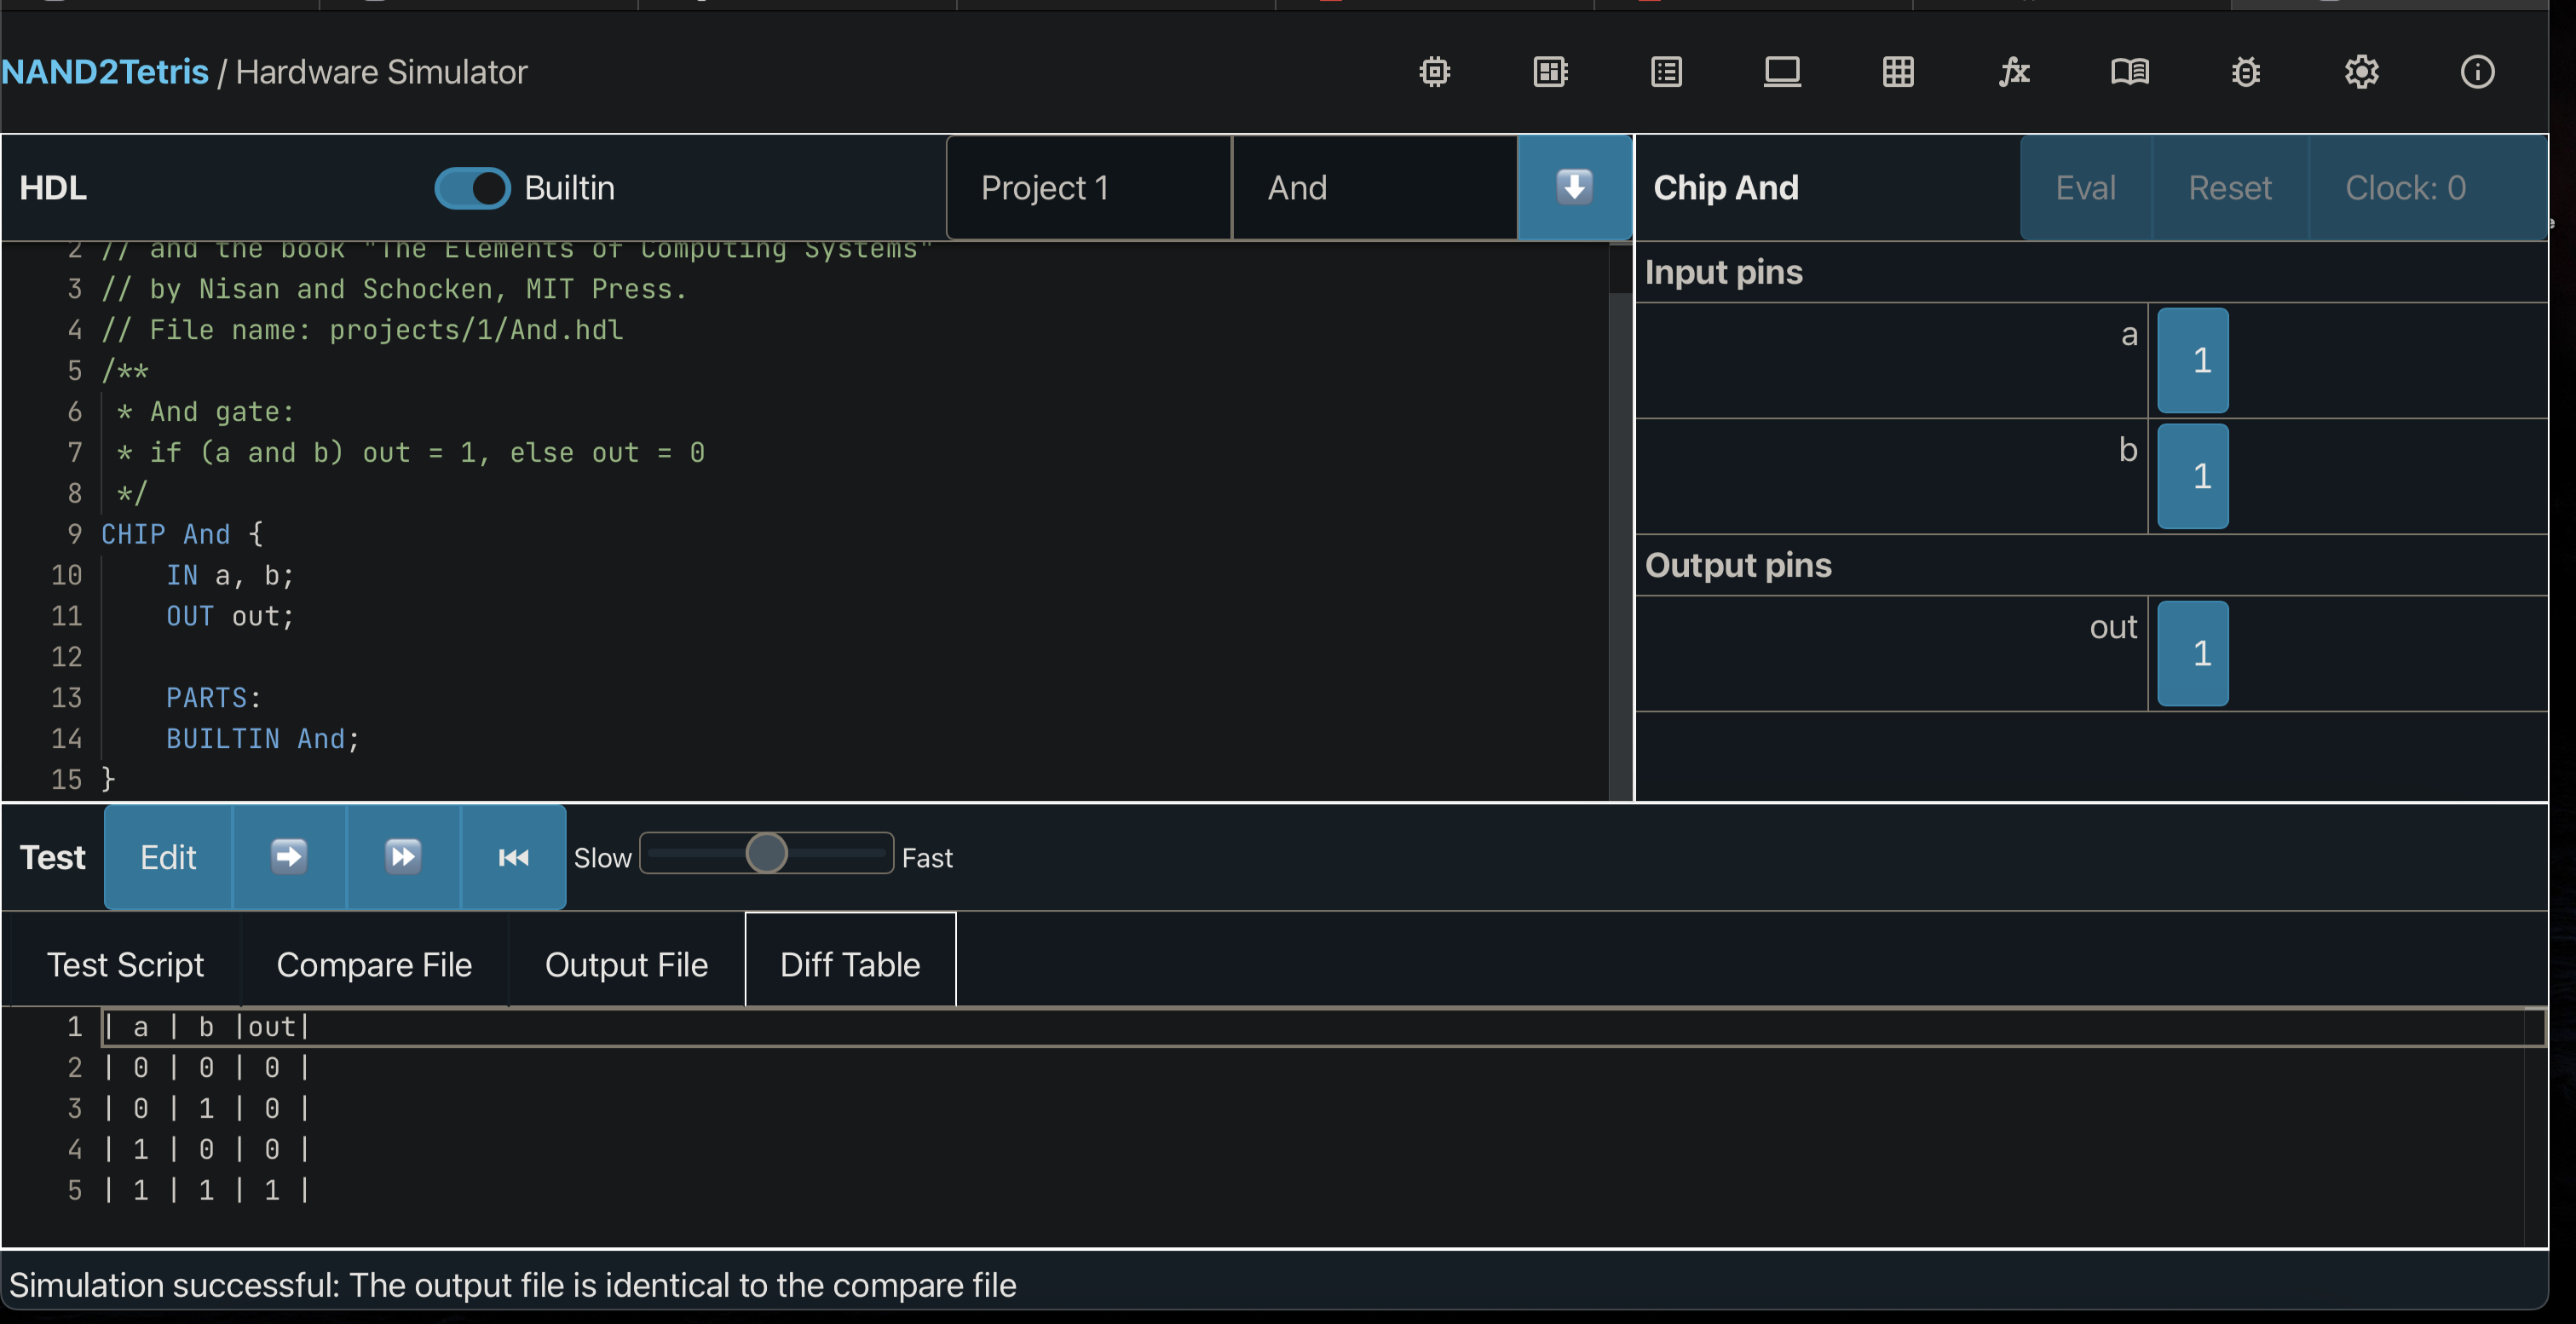 NAND2Tetris / Hardware Simulator
HDL
Builtin
Project 1
And
Chip And
Eval
Reset
Clock: 0
2 // and the book "The Elements of Computing Systems"
3 // by Nisan and Schocken, MIT Press.
4 // File name: projects/1/And.hdl
5 /**
6 * And gate:
7 * if (a and b) out = 1, else out = 0
8 */
9 CHIP And {
10 IN a, b;
11 OUT out;
12
13 PARTS:
14 BUILTIN And;
15 }
Input pins
a 1
b 1
Output pins
out 1
Test
Edit
Slow
Fast
Test Script
Compare File
Output File
Diff Table
1 | a | b |out|
2 | 0 | 0 | 0 |
3 | 0 | 1 | 0 |
4 | 1 | 0 | 0 |
5 | 1 | 1 | 1 |
Simulation successful: The output file is identical to the compare file